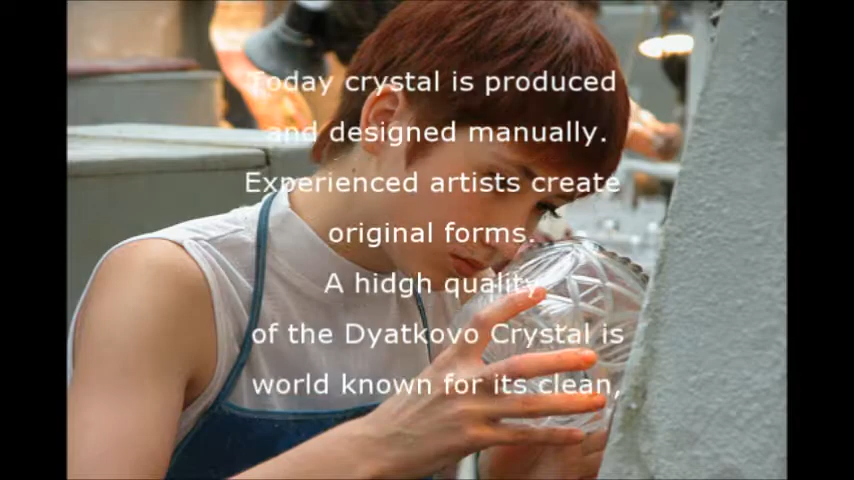 Today crystal is produced
and designed manually.
Experienced artists create
original forms.
A hidgh quality
of the Dyatkovo Crystal is
world known for its clean,